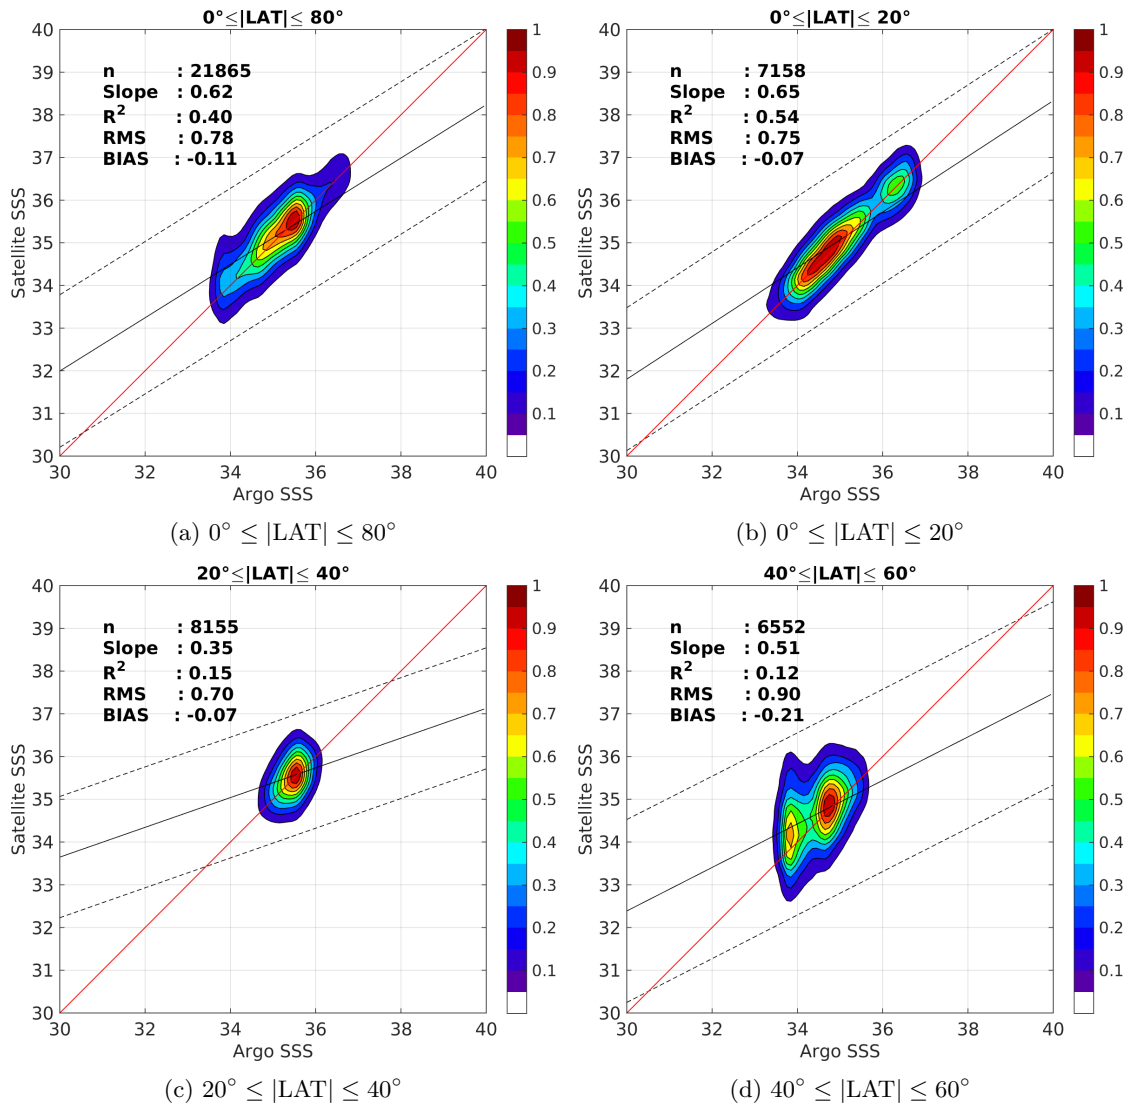 0°≤|LAT|≤ 80°
n : 21865
Slope : 0.62
R2 : 0.40
RMS : 0.78
BIAS : -0.11
40
39
38
37
36
35
34
33
32
31
30
Satellite SSS
30 32 34 36 38 40
Argo SSS
1
0.9
0.8
0.7
0.6
0.5
0.4
0.3
0.2
0.1
(a) 0° ≤ |LAT| ≤ 80°
0°≤|LAT|≤ 20°
n : 7158
Slope : 0.65
R2 : 0.54
RMS : 0.75
BIAS : -0.07
40
39
38
37
36
35
34
33
32
31
30
Satellite SSS
30 32 34 36 38 40
Argo SSS
1
0.9
0.8
0.7
0.6
0.5
0.4
0.3
0.2
0.1
(b) 0° ≤ |LAT| ≤ 20°
20°≤|LAT|≤ 40°
n : 8155
Slope : 0.35
R2 : 0.15
RMS : 0.70
BIAS : -0.07
40
39
38
37
36
35
34
33
32
31
30
Satellite SSS
30 32 34 36 38 40
Argo SSS
1
0.9
0.8
0.7
0.6
0.5
0.4
0.3
0.2
0.1
(c) 20° ≤ |LAT| ≤ 40°
40°≤|LAT|≤ 60°
n : 6552
Slope : 0.51
R2 : 0.12
RMS : 0.90
BIAS : -0.21
40
39
38
37
36
35
34
33
32
31
30
Satellite SSS
30 32 34 36 38 40
Argo SSS
1
0.9
0.8
0.7
0.6
0.5
0.4
0.3
0.2
0.1
(d) 40° ≤ |LAT| ≤ 60°